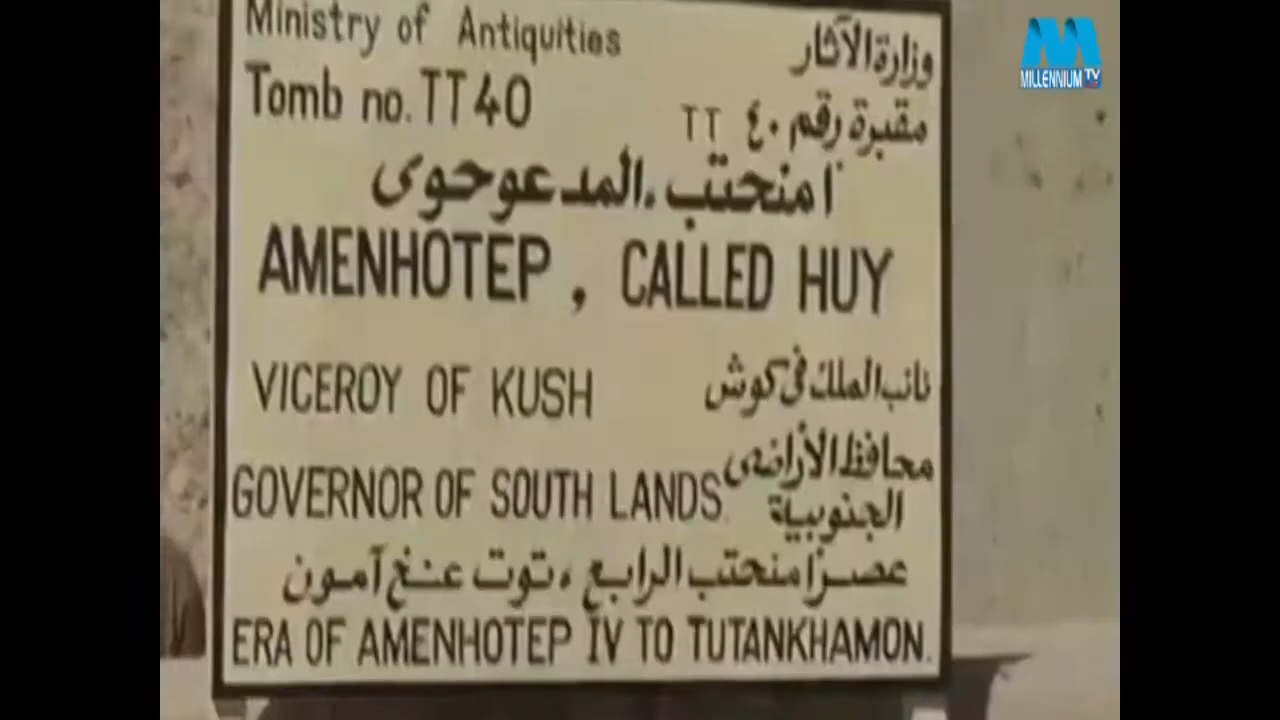 Ministry of Antiquities
وزارة الآثار
Tomb no. TT40
مقبرة رقم ٤٠ TT
امنحتب، المدعو حوى
AMENHOTEP, CALLED HUY
VICEROY OF KUSH
نائب الملك فى كوش
GOVERNOR OF SOUTH LANDS.
محافظ الأراضى
الجنوبية
عصر امنحتب الرابع، توت عنخ آمون
ERA OF AMENHOTEP IV TO TUTANKHAMON.
MILLENNIUM TV